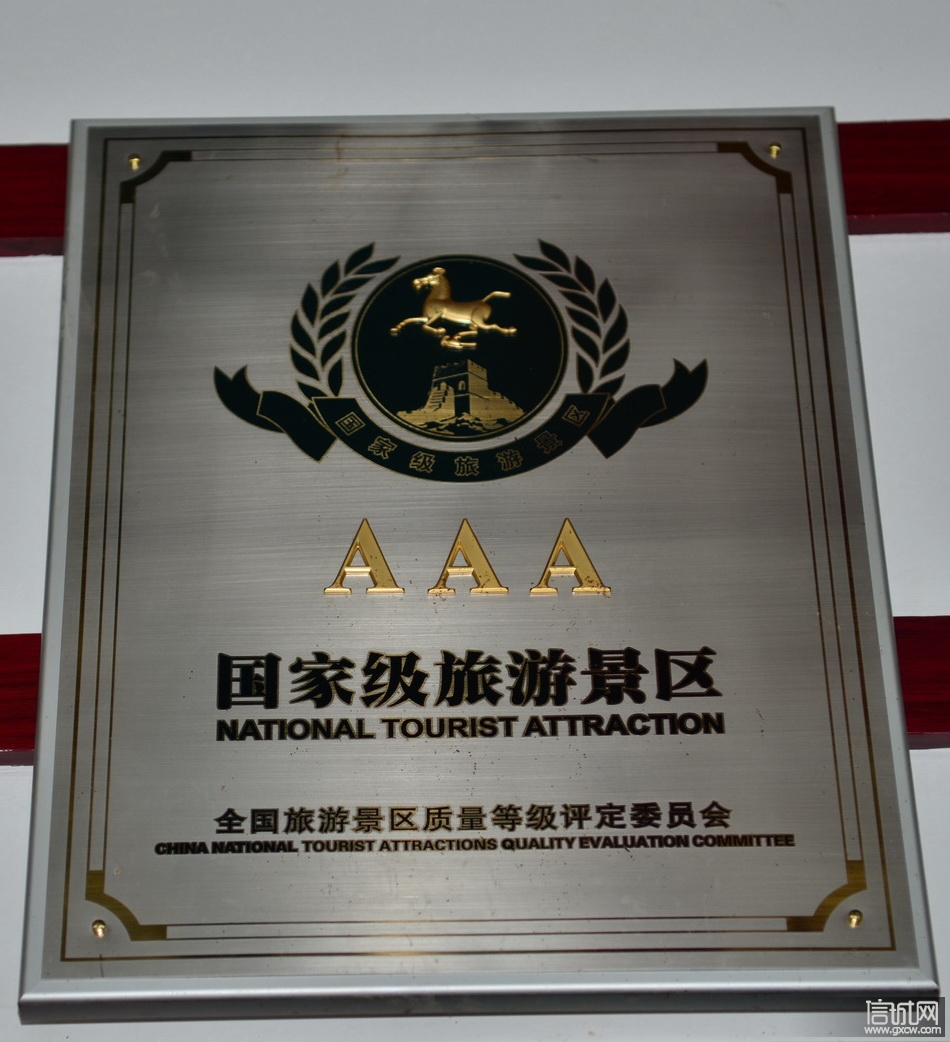 国家级旅游景区
A A A
国家级旅游景区
NATIONAL TOURIST ATTRACTION
全国旅游景区质量等级评定委员会
CHINA NATIONAL TOURIST ATTRACTIONS QUALITY EVALUATION COMMITTEE
信城网
www.gxcw.com